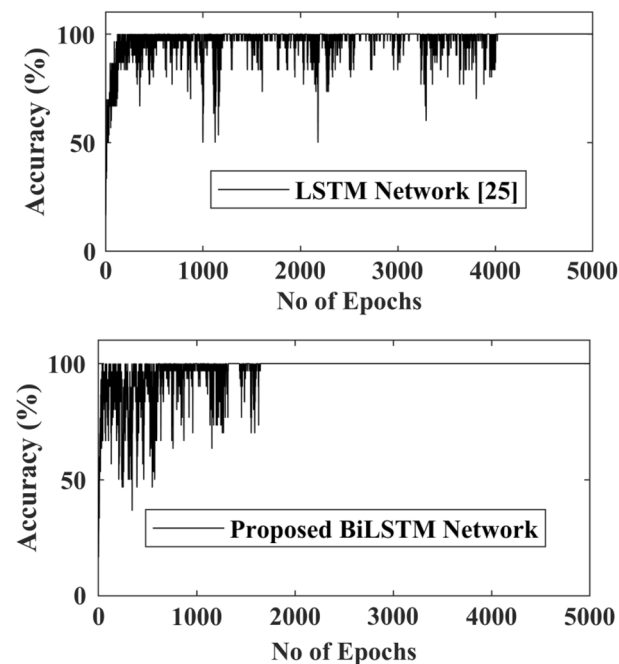 Accuracy (%)
100
50
0
LSTM Network [25]
0 1000 2000 3000 4000 5000
No of Epochs
Accuracy (%)
100
50
0
Proposed BiLSTM Network
0 1000 2000 3000 4000 5000
No of Epochs